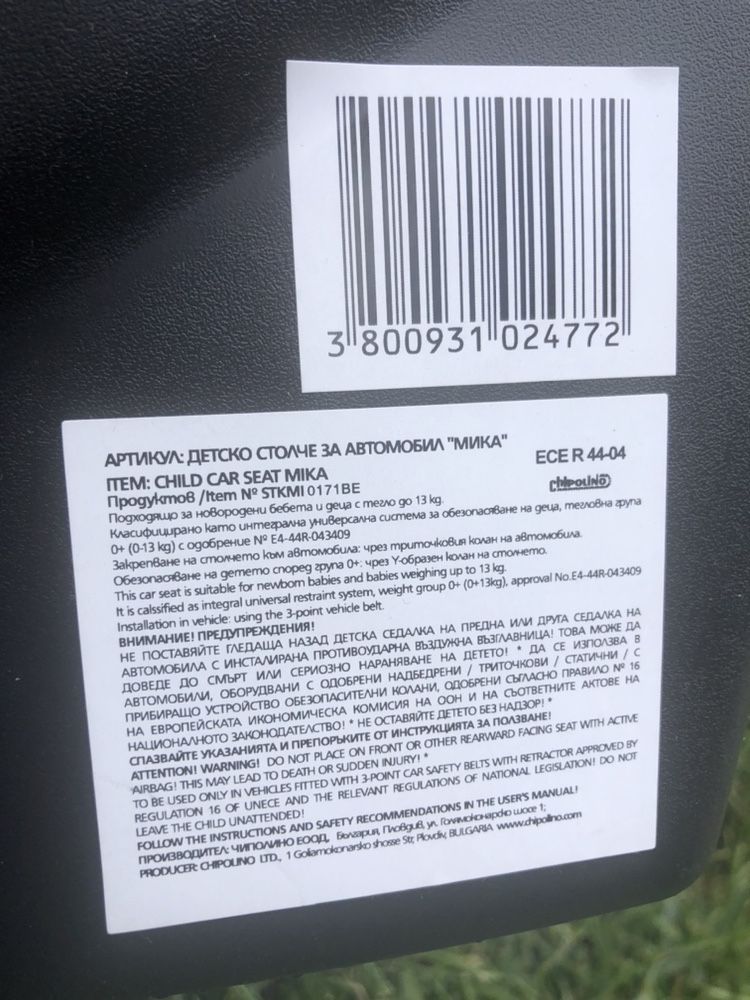 3 800931 024772
АРТИКУЛ: ДЕТСКО СТОЛЧЕ ЗА АВТОМОБИЛ "МИКА"
ECE R 44-04
ITEM: CHILD CAR SEAT MIKA
chipolino
Продуктов /Item № STKMI 0171BE
Подходящо за новородени бебета и деца с тегло до 13 kg.
Класифицирано като интегрална универсална система за обезопасяване на деца, тегловна група
0+ (0-13 kg) с одобрение № E4-44R-043409
Закрепване на столчето към автомобила: чрез триточковия колан на автомобила.
Обезопасяване на детето според група 0+: чрез Y-образен колан на столчето.
This car seat is suitable for newborn babies and babies weighing up to 13 kg.
It is calssified as integral universal restraint system, weight group 0+ (0+13kg), approval No.E4-44R-043409
Installation in vehicle: using the 3-point vehicle belt.
ВНИМАНИЕ! ПРЕДУПРЕЖДЕНИЯ!
НЕ ПОСТАВЯЙТЕ ГЛЕДАЩА НАЗАД ДЕТСКА СЕДАЛКА НА ПРЕДНА ИЛИ ДРУГА СЕДАЛКА НА
АВТОМОБИЛА С ИНСТАЛИРАНА ПРОТИВОУДАРНА ВЪЗДУЖНА ВЪЗГЛАВНИЦА! ТОВА МОЖЕ ДА
ДОВЕДЕ ДО СМЪРТ ИЛИ СЕРИОЗНО НАРАНЯВАНЕ НА ДЕТЕТО! * ДА СЕ ИЗПОЛЗВА В
АВТОМОБИЛИ, ОБОРУДВАНИ С ОДОБРЕНИ НАДБЕДРЕНИ / ТРИТОЧКОВИ / СТАТИЧНИ / С
ПРИБИРАЩО УСТРОЙСТВО ОБЕЗОПАСИТЕЛНИ КОЛАНИ, ОДОБРЕНИ СЪГЛАСНО ПРАВИЛО № 16
НА ЕВРОПЕЙСКАТА ИКОНОМИЧЕСКА КОМИСИЯ НА ООН И НА СЪОТВЕТНИТЕ АКТОВЕ НА
НАЦИОНАЛНОТО ЗАКОНОДАТЕЛСТВО! * НЕ ОСТАВЯЙТЕ ДЕТЕТО БЕЗ НАДЗОР! *
СПАЗВАЙТЕ УКАЗАНИЯТА И ПРЕПОРЪКИТЕ ОТ ИНСТРУКЦИЯТА ЗА ПОЛЗВАНЕ!
ATTENTION! WARNING! DO NOT PLACE ON FRONT OR OTHER REARWARD FACING SEAT WITH ACTIVE
AIRBAG! THIS MAY LEAD TO DEATH OR SUDDEN INJURY! *
TO BE USED ONLY IN VEHICLES FITTED WITH 3-POINT CAR SAFETY BELTS WITH RETRACTOR APPROVED BY
REGULATION 16 OF UNECE AND THE RELEVANT REGULATIONS OF NATIONAL LEGISLATION! DO NOT
LEAVE THE CHILD UNATTENDED!
FOLLOW THE INSTRUCTIONS AND SAFETY RECOMMENDATIONS IN THE USER'S MANUAL!
ПРОИЗВОДИТЕЛ: ЧИПОЛИНО ЕООД, България, Пловдив, ул. Голямоконарско шосе 1;
PRODUCER: CHIPOLINO LTD., 1 Goliamokonarsko shosse Str, Plovdiv, BULGARIA www.chipolino.com